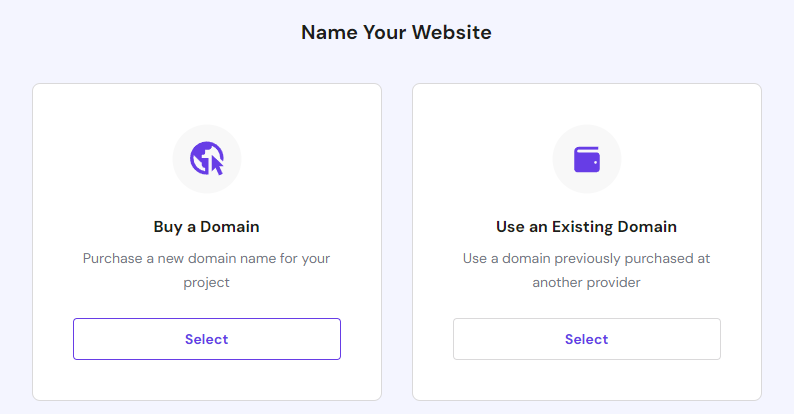 Name Your Website
Buy a Domain
Purchase a new domain name for your
project
Select
Use an Existing Domain
Use a domain previously purchased at
another provider
Select